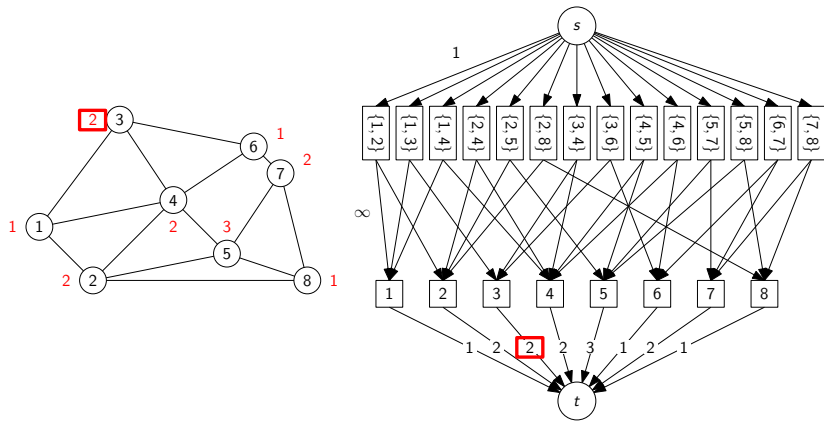 2 3
1 6
2 7
1 1
4 2
3 5
2 2
8 1
s
1
{1, 2} {1, 3} {1, 4} {2, 4} {2, 5} {2, 8} {3, 4} {3, 6} {4, 5} {4, 6} {5, 7} {5, 8} {6, 7} {7, 8}
∞
1 2 3 4 5 6 7 8
1 2 2 2 3 1 2 1
t